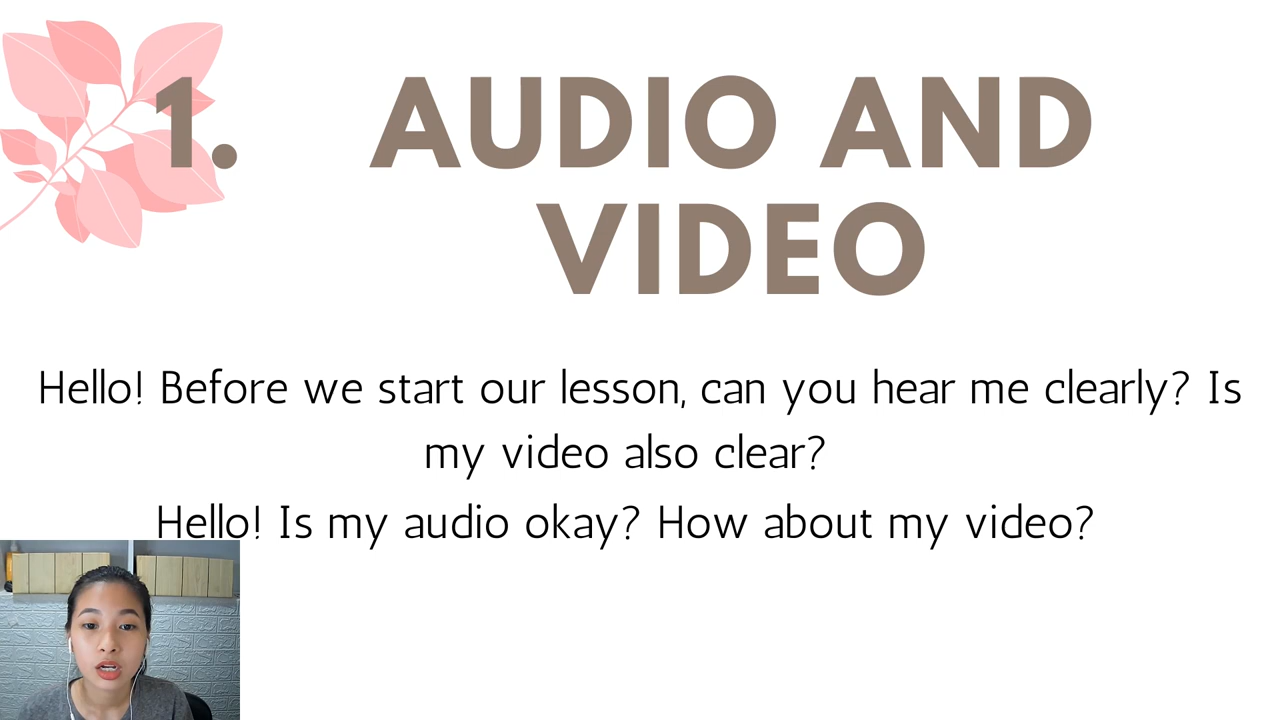 1. AUDIO AND
VIDEO
Hello! Before we start our lesson, can you hear me clearly? Is
my video also clear?
Hello! Is my audio okay? How about my video?